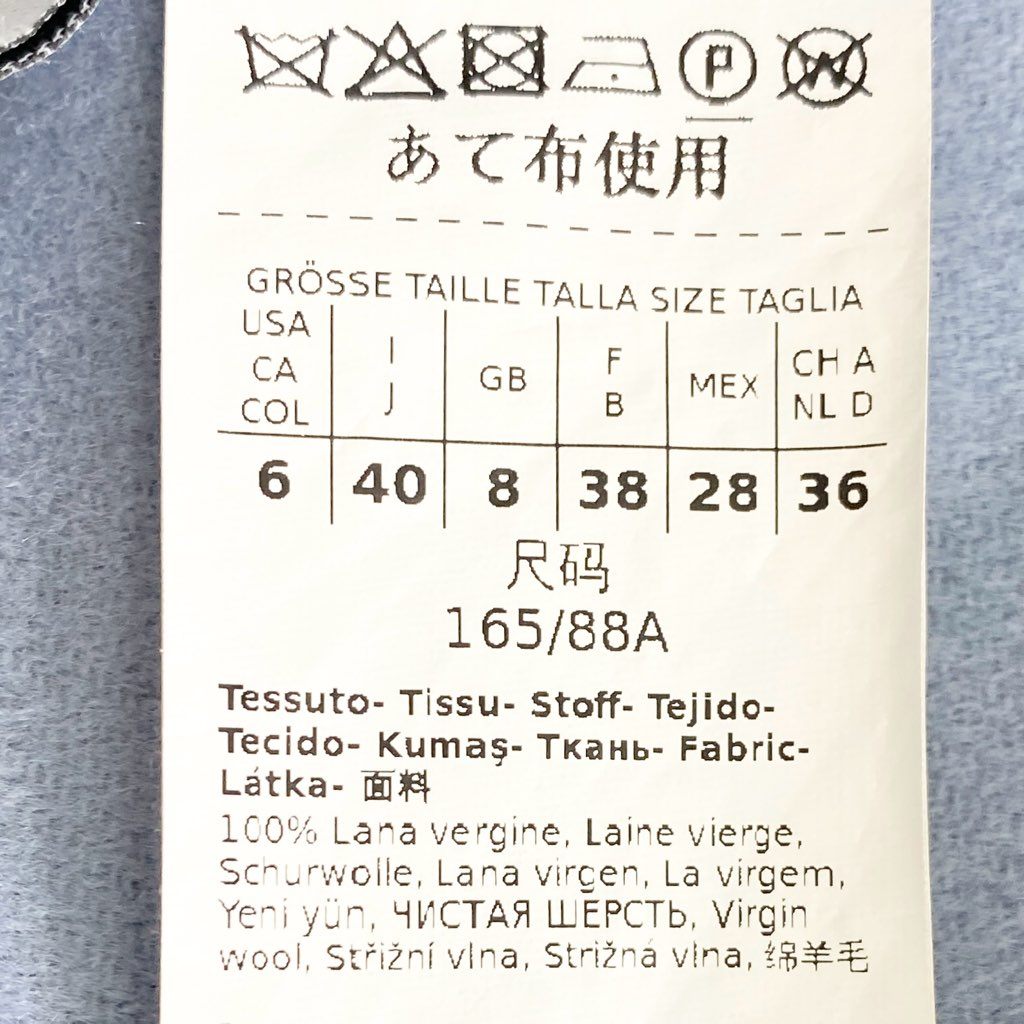 P W
あて布使用
GRÖSSE TAILLE TALLA SIZE TAGLIA
USA CA COL | I J | GB | F B | MEX | CH A NL D
6 | 40 | 8 | 38 | 28 | 36
尺码
165/88A
Tessuto- Tissu- Stoff- Tejido-
Tecido- Kumaş- Ткань- Fabric-
Látka- 面料
100% Lana vergine, Laine vierge,
Schurwolle, Lana virgen, La virgem,
Yeni yün, ЧИСТАЯ ШЕРСТЬ, Virgin
wool, Střižní vlna, Strižná vlna, 绵羊毛